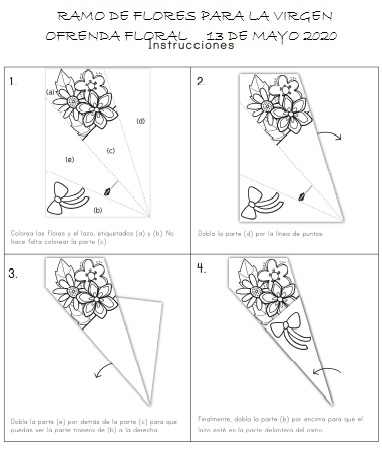 RAMO DE FLORES PARA LA VIRGEN
OFRENDA FLORAL 13 DE MAYO 2020
Instrucciones
1.
(a)
(d)
(c)
(e)
(b)
Colorea las flores y el lazo, etiquetados (a) y (b). No
hace falta colorear la parte (c).
2.
Dobla la parte (d) por la línea de puntos.
3.
Dobla la parte (e) por detrás de la parte (c) para que
puedas ver la parte trasera de (b) a la derecha.
4.
Finalmente, dobla la parte (b) por encima para que el
lazo esté en la parte delantera del ramo.